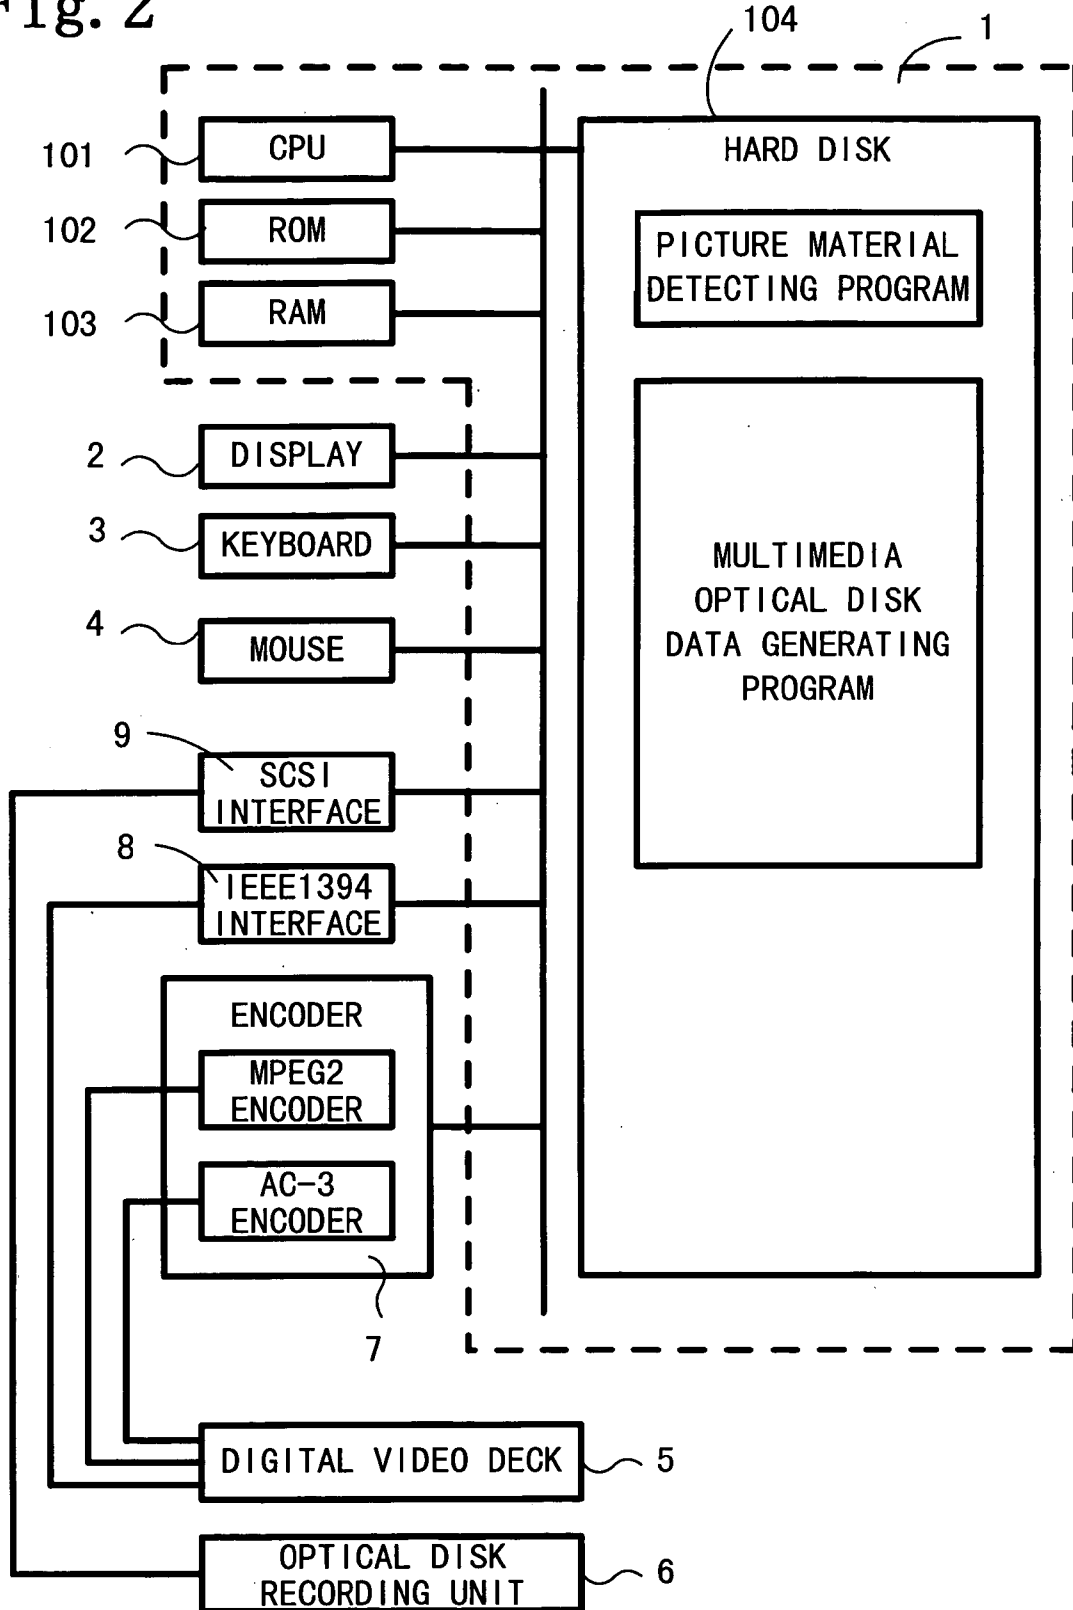 Fig. 2
104
1
101
CPU
HARD DISK
102
ROM
PICTURE MATERIAL
DETECTING PROGRAM
103
RAM
2
DISPLAY
3
KEYBOARD
MULTIMEDIA
OPTICAL DISK
DATA GENERATING
PROGRAM
4
MOUSE
9
SCSI
INTERFACE
8
IEEE1394
INTERFACE
ENCODER
MPEG2
ENCODER
AC-3
ENCODER
7
DIGITAL VIDEO DECK
5
OPTICAL DISK
RECORDING UNIT
6